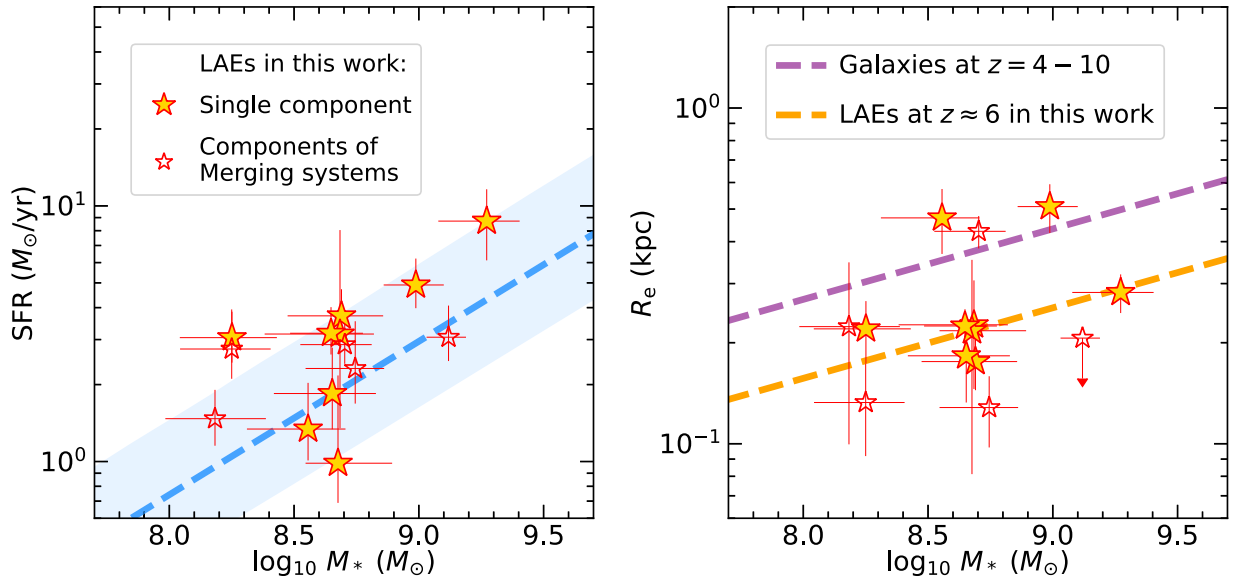 LAEs in this work:
Single component
Components of
Merging systems
SFR (M⊙/yr)
10¹
10⁰
8.0 8.5 9.0 9.5
log₁₀ M* (M⊙)
Galaxies at z = 4 − 10
LAEs at z ≈ 6 in this work
Rₑ (kpc)
10⁰
10⁻¹
8.0 8.5 9.0 9.5
log₁₀ M* (M⊙)